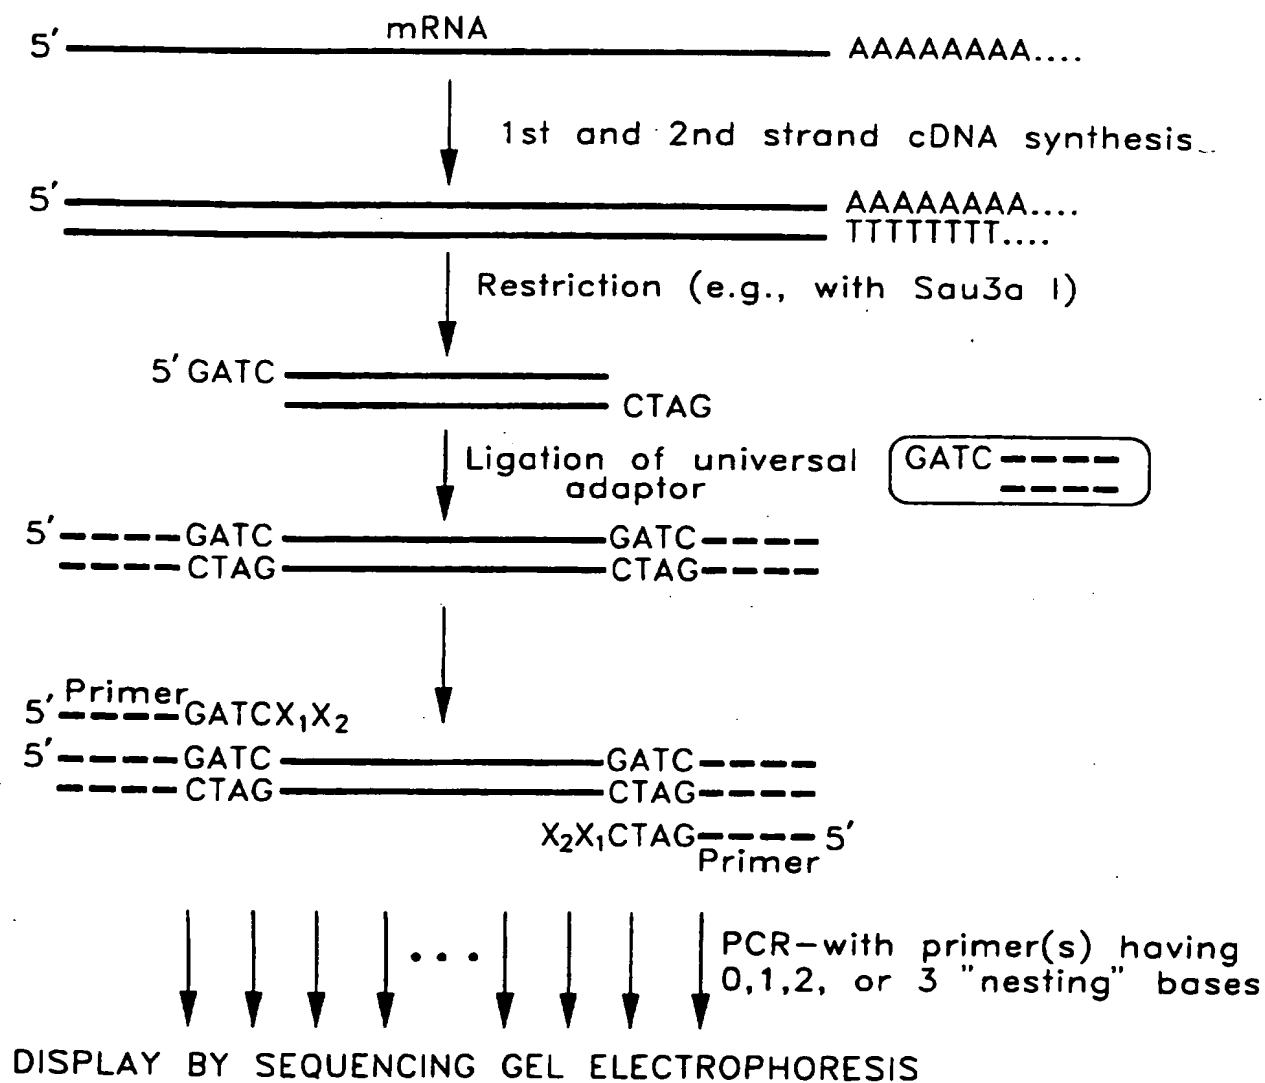 mRNA
5' AAAAAAAA....
1st and 2nd strand cDNA synthesis
5' AAAAAAAA....
TTTTTTTT....
Restriction (e.g., with Sau3a I)
5' GATC
CTAG
Ligation of universal adaptor
GATC
5' GATC GATC
CTAG CTAG
Primer
5' GATCX₁X₂
5' GATC GATC
CTAG CTAG
X₂X₁CTAG 5'
Primer
PCR-with primer(s) having
0,1,2, or 3 "nesting" bases
DISPLAY BY SEQUENCING GEL ELECTROPHORESIS